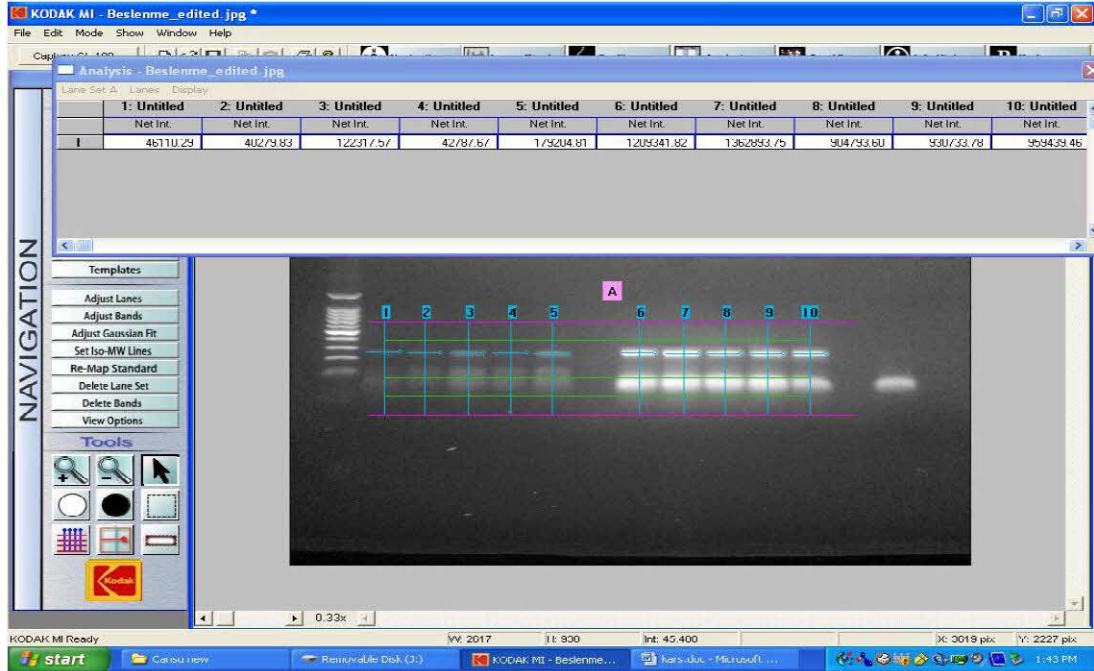 KODAK MI - Beslenme_edited.jpg *
File Edit Mode Show Window Help
Analysis - Beslenme_edited.jpg
Lane Set A Lanes Display
1: Untitled 2: Untitled 3: Untitled 4: Untitled 5: Untitled 6: Untitled 7: Untitled 8: Untitled 9: Untitled 10: Untitled
Net Int. Net Int. Net Int. Net Int. Net Int. Net Int. Net Int. Net Int. Net Int. Net Int.
1 46110.29 40279.83 122317.57 42787.67 179204.81 1209341.82 1362893.75 904793.60 930733.78 959439.46
NAVIGATION
Templates
Adjust Lanes
Adjust Bands
Adjust Gaussian Fit
Set Iso-MW Lines
Re-Map Standard
Delete Lane Set
Delete Bands
View Options
Tools
Kodak
A
1 2 3 4 5 6 7 8 9 10
0.33x
KODAK MI Ready W: 2017 H: 930 Int: 45.400 X: 3019 pix Y: 2227 pix
start Cansu new Removable Disk (J:) KODAK MI - Beslenme... kars.doc - Microsoft ... 1:43 PM